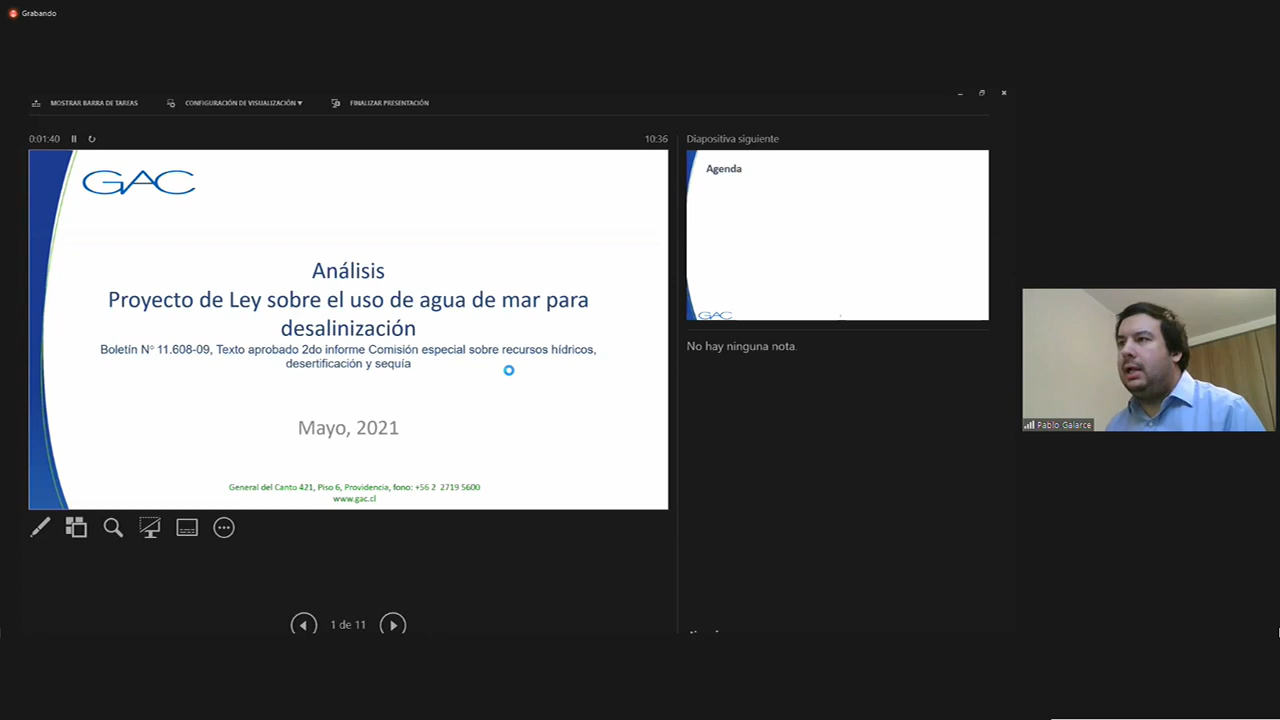 Grabando
MOSTRAR BARRA DE TAREAS
CONFIGURACIÓN DE VISUALIZACIÓN ▾
FINALIZAR PRESENTACIÓN
0:01:40
10:36
GAC
Análisis
Proyecto de Ley sobre el uso de agua de mar para
desalinización
Boletín N° 11.608-09, Texto aprobado 2do informe Comisión especial sobre recursos hídricos,
desertificación y sequía
Mayo, 2021
General del Canto 421, Piso 6, Providencia, fono: +56 2 2719 5600
www.gac.cl
1 de 11
Diapositiva siguiente
Agenda
GAC
No hay ninguna nota.
Pablo Galarce